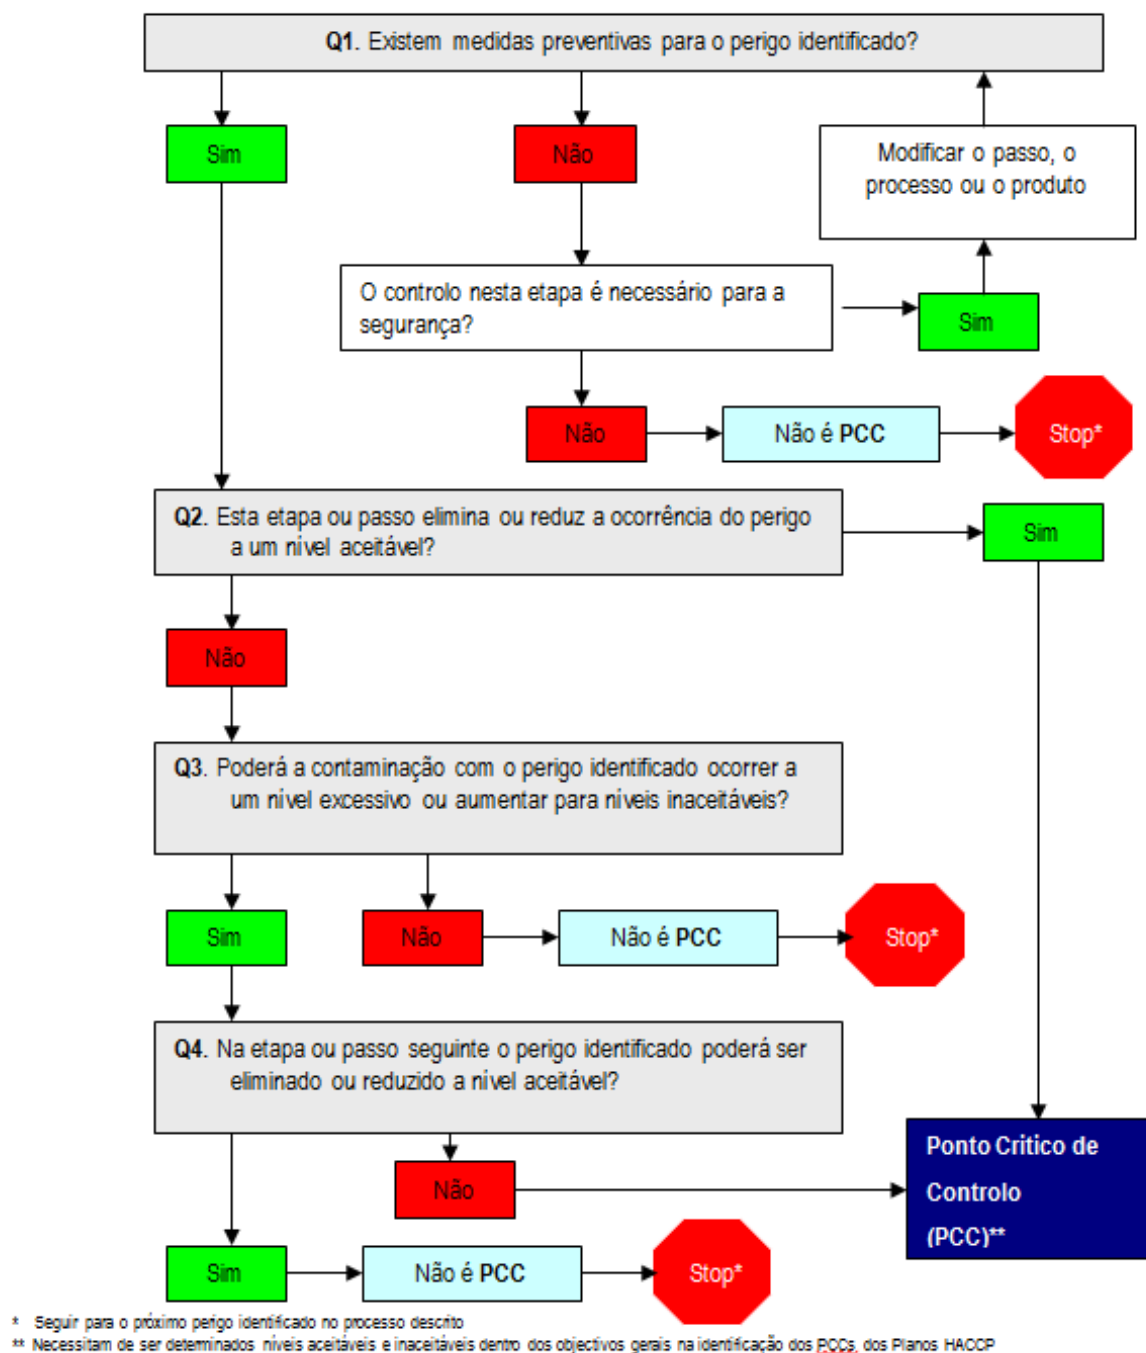 Q1. Existem medidas preventivas para o perigo identificado?
Sim
Não
Modificar o passo, o
processo ou o produto
O controlo nesta etapa é necessário para a
segurança?
Sim
Não
Não é PCC
Stop*
Q2. Esta etapa ou passo elimina ou reduz a ocorrência do perigo
a um nível aceitável?
Sim
Não
Q3. Poderá a contaminação com o perigo identificado ocorrer a
um nível excessivo ou aumentar para níveis inaceitáveis?
Sim
Não
Não é PCC
Stop*
Q4. Na etapa ou passo seguinte o perigo identificado poderá ser
eliminado ou reduzido a nível aceitável?
Não
Ponto Critico de
Controlo
(PCC)**
Sim
Não é PCC
Stop*
* Seguir para o próximo perigo identificado no processo descrito
** Necessitam de ser determinados níveis aceitáveis e inaceitáveis dentro dos objectivos gerais na identificação dos PCCs, dos Planos HACCP